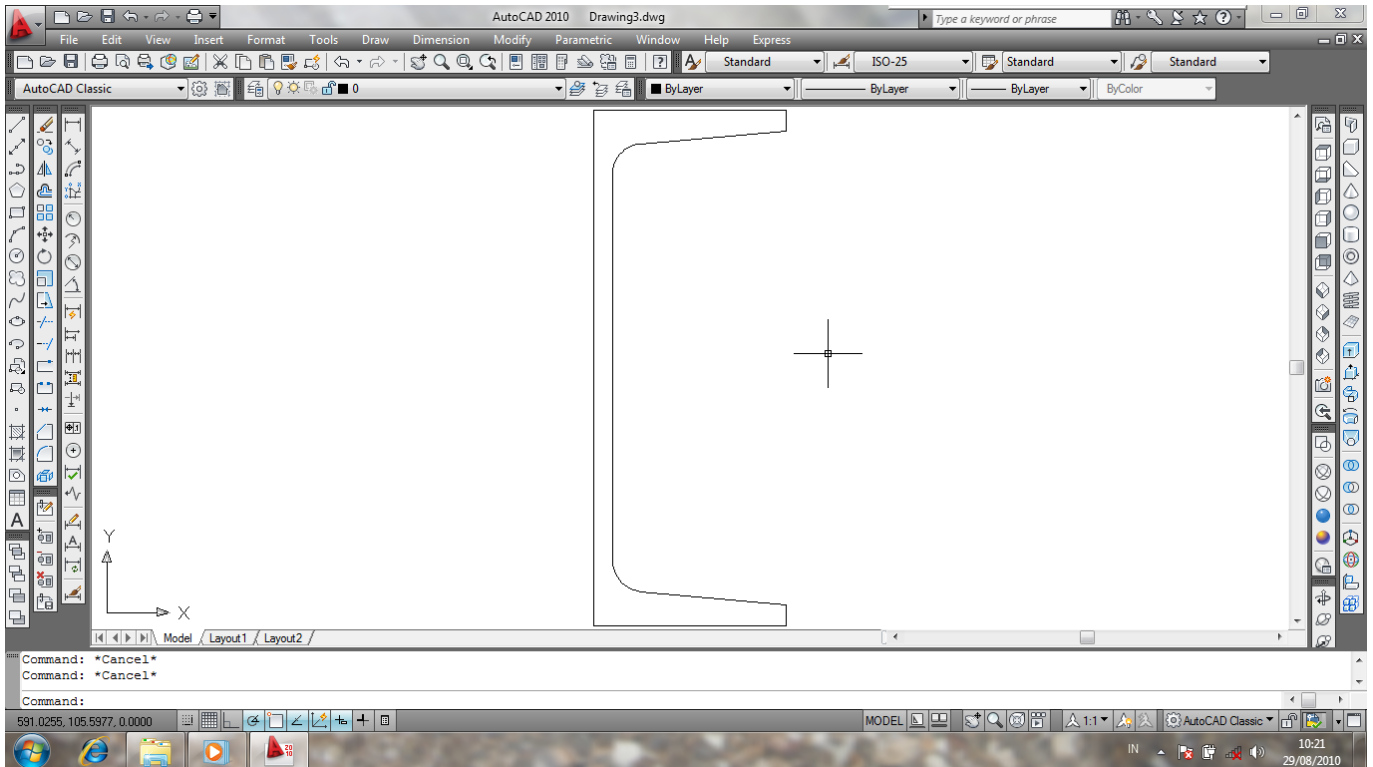 AutoCAD 2010 Drawing3.dwg Type a keyword or phrase
File Edit View Insert Format Tools Draw Dimension Modify Parametric Window Help Express
Standard ISO-25 Standard Standard
AutoCAD Classic 0 ByLayer ByLayer ByLayer ByColor
A
Y
X
Model Layout1 Layout2
Command: *Cancel*
Command: *Cancel*
Command:
591.0255, 105.5977, 0.0000 MODEL 1:1 AutoCAD Classic
IN 10:21
29/08/2010